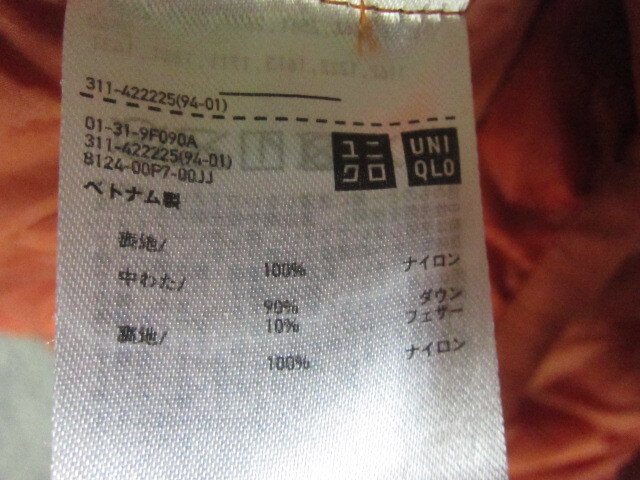 311-422225(94-01)
01-31-9F090A
311-422225(94-01)
8124-00P7-00JJ
ユニ
クロ
UNI
QLO
ベトナム製
表地/
100% ナイロン
中わた/
90% ダウン
10% フェザー
裏地/
100% ナイロン